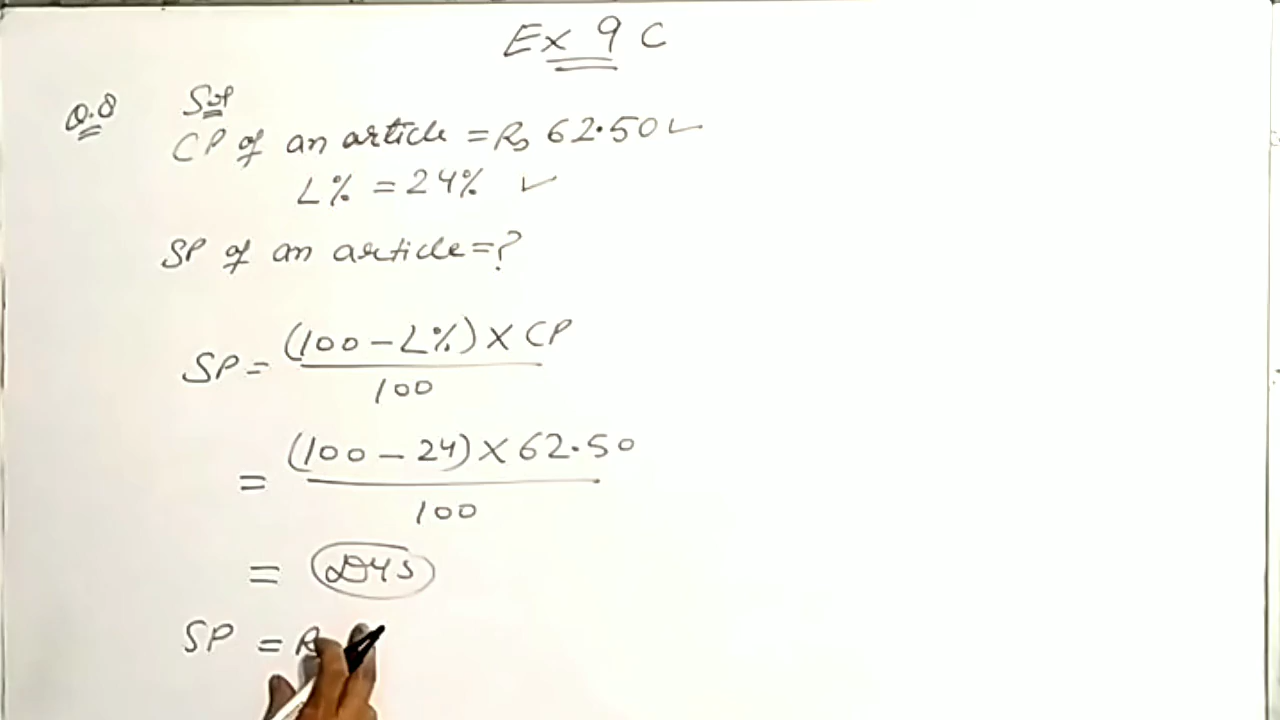 Ex 9 C
Q.8 Sol
CP of an article = Rs 62.50 ✓
L% = 24% ✓
SP of an article = ?
SP = (100 - L%) × CP
100
= (100 - 24) × 62.50
100
= DYS
SP = R